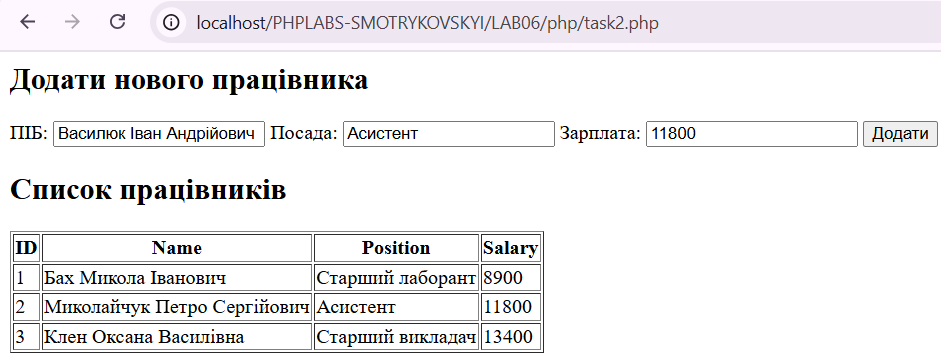 localhost/PHPLABS-SMOTRYKOVSKYI/LAB06/php/task2.php
Додати нового працівника
ПІБ: Василюк Іван Андрійович Посада: Асистент Зарплата: 11800 Додати
Список працівників
ID Name Position Salary
1 Бах Микола Іванович Старший лаборант 8900
2 Миколайчук Петро Сергійович Асистент 11800
3 Клен Оксана Василівна Старший викладач 13400